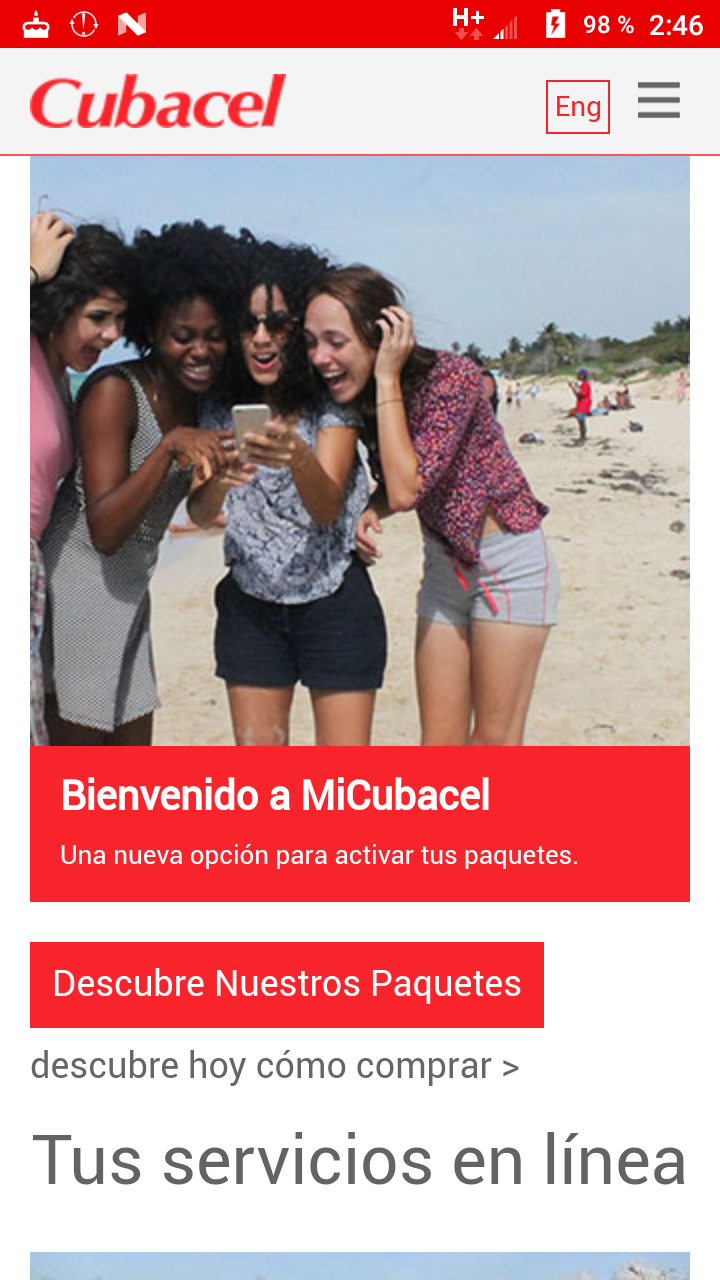 H+ 98 % 2:46
Cubacel
Eng
Bienvenido a MiCubacel
Una nueva opción para activar tus paquetes.
Descubre Nuestros Paquetes
descubre hoy cómo comprar >
Tus servicios en línea